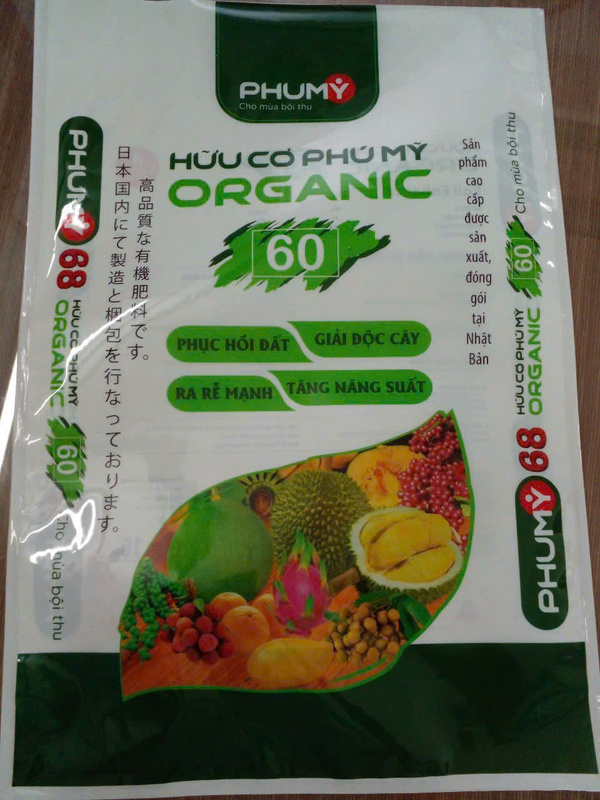 PHUMY
Cho mùa bội thu
HỮU CƠ PHÚ MỸ
ORGANIC
60
PHỤC HỒI ĐẤT
GIẢI ĐỘC CÂY
RA RỄ MẠNH
TĂNG NĂNG SUẤT
高品質な有機肥料です。
日本国内にて製造と梱包を行なっております。
Sản
phẩm
cao
cấp
được
sản
xuất,
đóng
gói
tại
Nhật
Bản
PHUMY
68
HỮU CƠ PHÚ MỸ
ORGANIC
60
Cho mùa bội thu
PHUMY
68
HỮU CƠ PHÚ MỸ
ORGANIC
60
Cho mùa bội thu